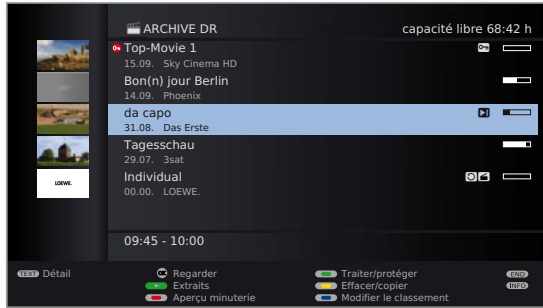 ARCHIVE DR capacité libre 68:42 h
Top-Movie 1
15.09. Sky Cinema HD
Bon(n) jour Berlin
14.09. Phoenix
da capo
31.08. Das Erste
Tagesschau
29.07. 3sat
Individual
00.00. LOEWE.
LOEWE.
09:45 - 10:00
TEXT Détail OK Regarder Traiter/protéger END
Extraits Effacer/copier INFO
Aperçu minuterie Modifier le classement